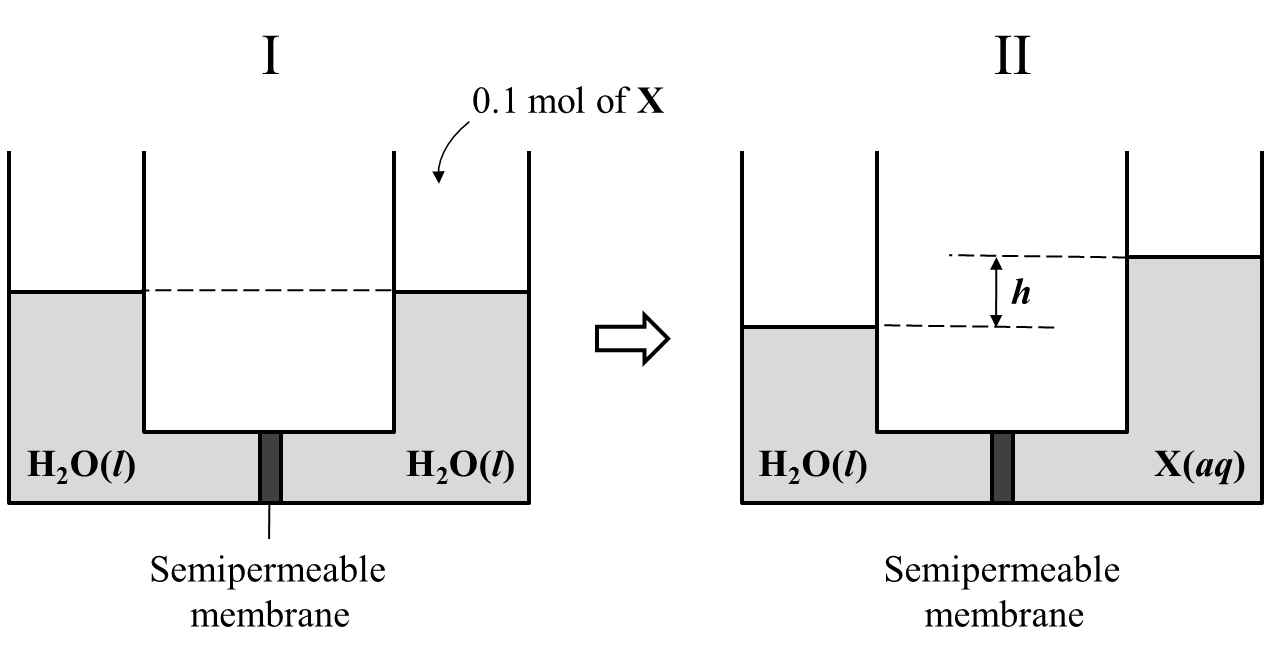 I
II
0.1 mol of X
h
H₂O(l)
H₂O(l)
H₂O(l)
X(aq)
Semipermeable
membrane
Semipermeable
membrane